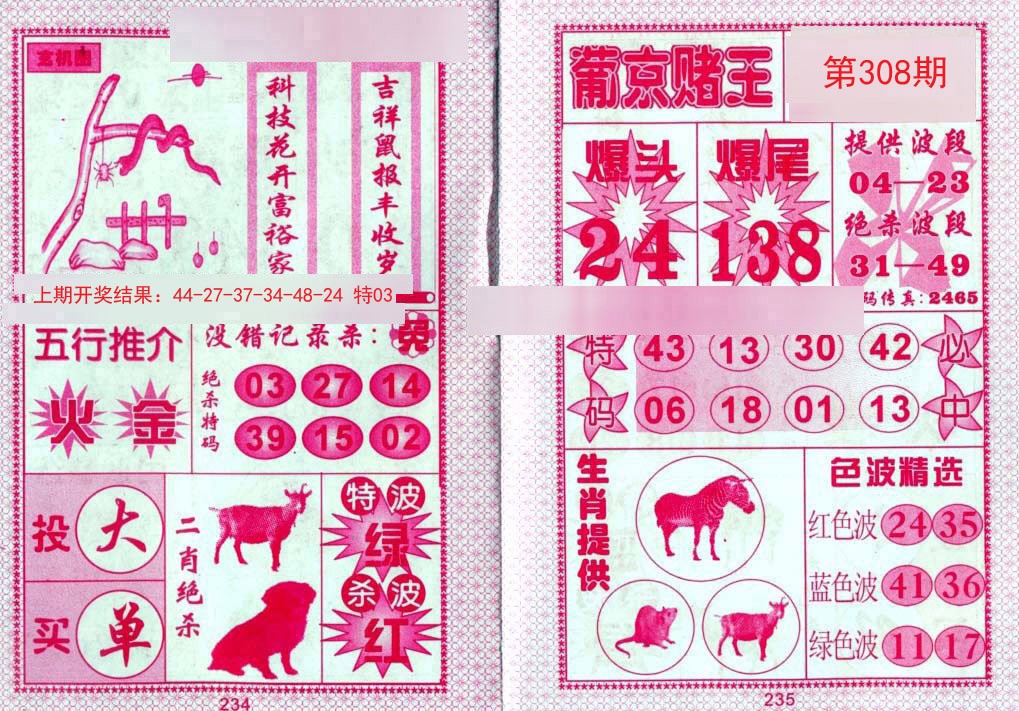 玄机图
科技花开富裕家
吉祥鼠报丰收岁
上期开奖结果：44-27-37-34-48-24 特03
五行推介
火 金
没错记录杀：兔
绝杀特码
03 27 14
39 15 02
投 大
买 单
二肖绝杀
特波
绿
杀波
红
234
葡京赌王
第308期
爆头
24
爆尾
138
提供波段
04—23
绝杀波段
31—49
码传真：2465
特码
43 13 30 42
06 18 01 13
必中
生肖提供
色波精选
红色波 24 35
蓝色波 41 36
绿色波 11 17
235